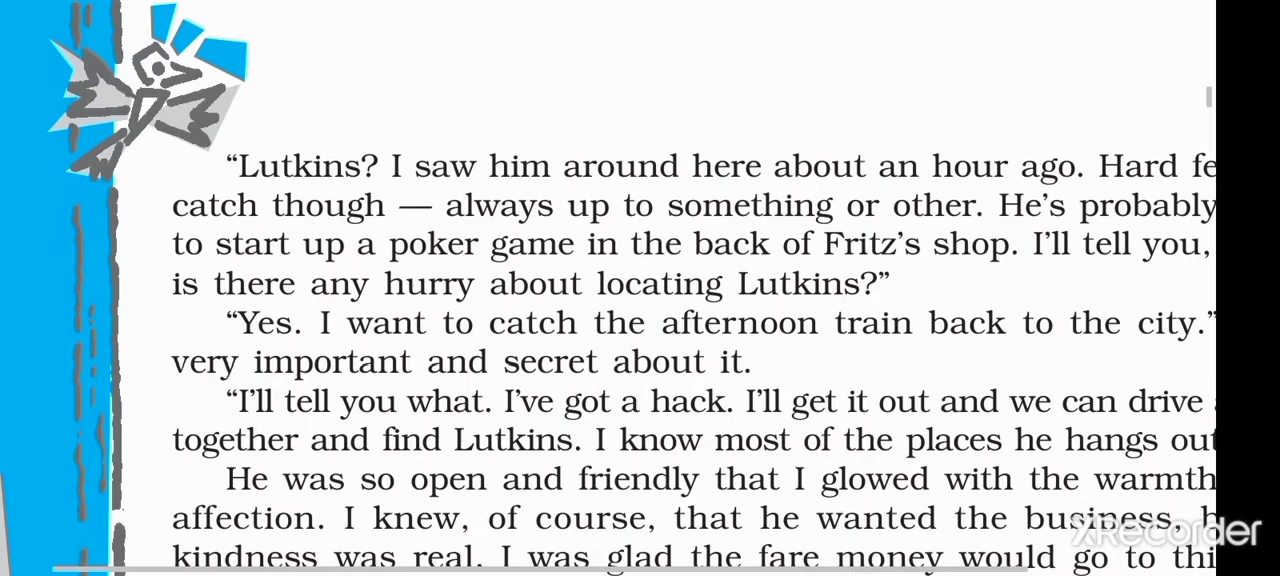 “Lutkins? I saw him around here about an hour ago. Hard fe
catch though — always up to something or other. He’s probably
to start up a poker game in the back of Fritz’s shop. I’ll tell you,
is there any hurry about locating Lutkins?”
“Yes. I want to catch the afternoon train back to the city.”
very important and secret about it.
“I’ll tell you what. I’ve got a hack. I’ll get it out and we can drive
together and find Lutkins. I know most of the places he hangs out
He was so open and friendly that I glowed with the warmth
affection. I knew, of course, that he wanted the business, b
kindness was real. I was glad the fare money would go to thi
XRecorder